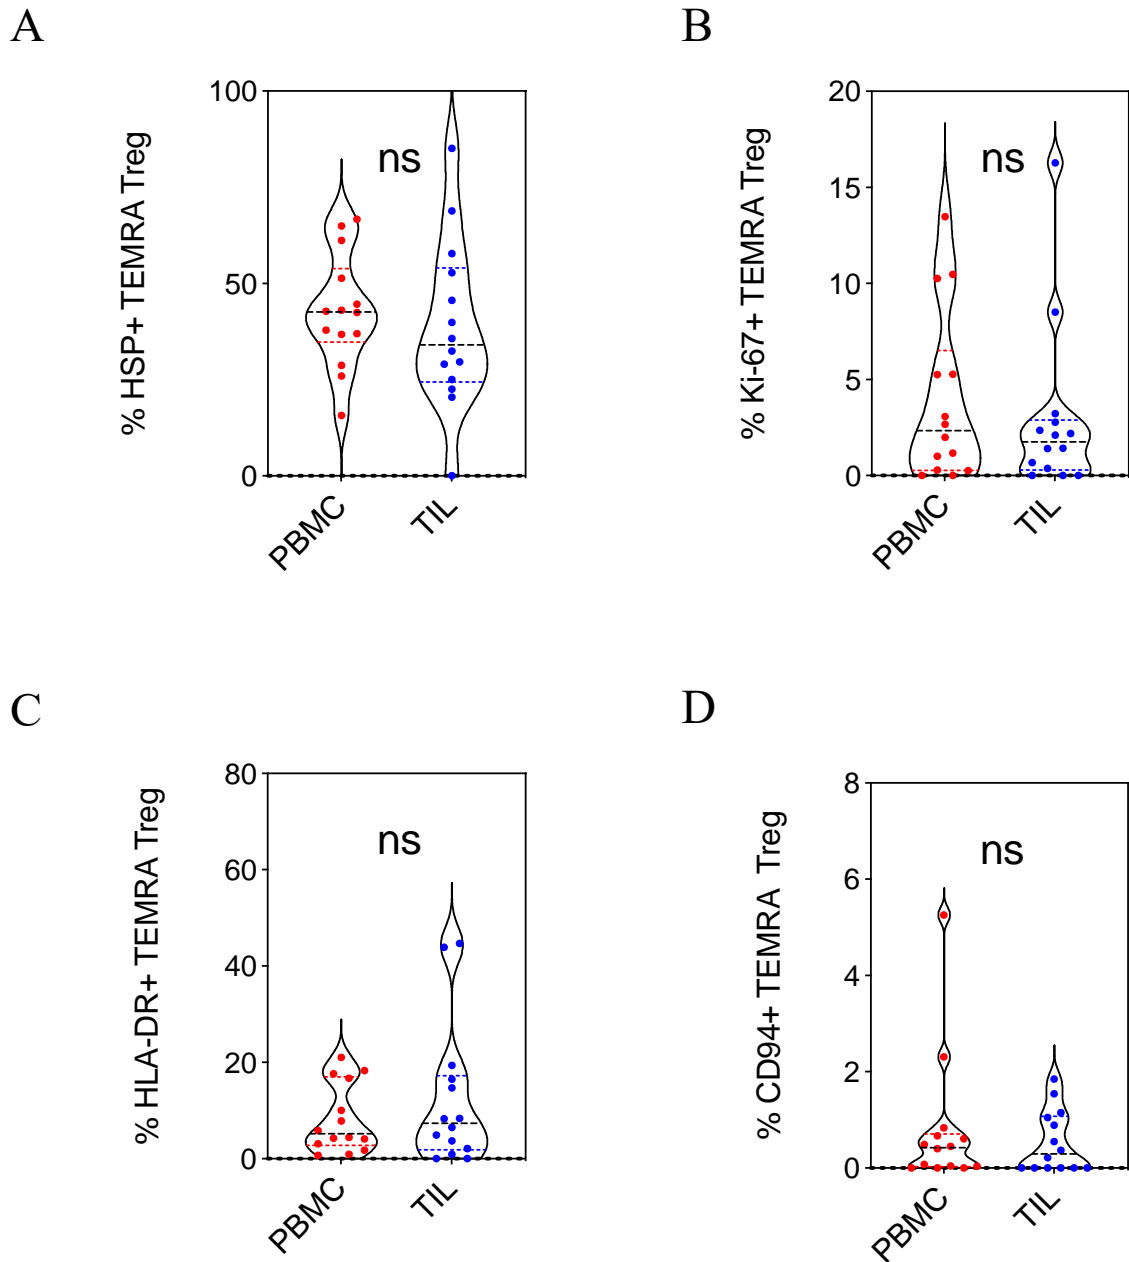 A
% HSP+ TEMRA Treg
100
50
0
ns
PBMC
TIL
B
% Ki-67+ TEMRA Treg
20
15
10
5
0
ns
PBMC
TIL
C
% HLA-DR+ TEMRA Treg
80
60
40
20
0
ns
PBMC
TIL
D
% CD94+ TEMRA Treg
8
6
4
2
0
ns
PBMC
TIL